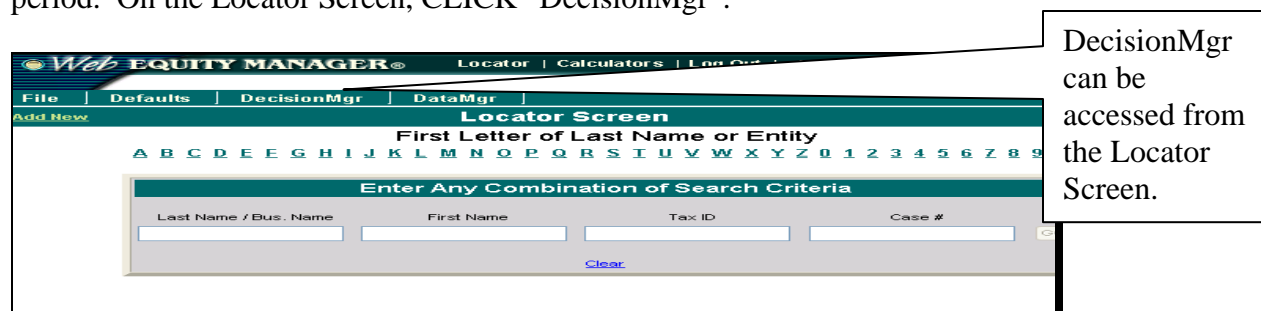 period. On the Locator Screen, CLICK "DecisionMgr".
DecisionMgr
can be
accessed from
the Locator
Screen.
Web EQUITY MANAGER® Locator | Calculators | Log Out
File | Defaults | DecisionMgr | DataMgr |
Add New Locator Screen
First Letter of Last Name or Entity
A B C D E F G H I J K L M N O P Q R S T U V W X Y Z 0 1 2 3 4 5 6 7 8 9
Enter Any Combination of Search Criteria
Last Name / Bus. Name First Name Tax ID Case #
G
Clear